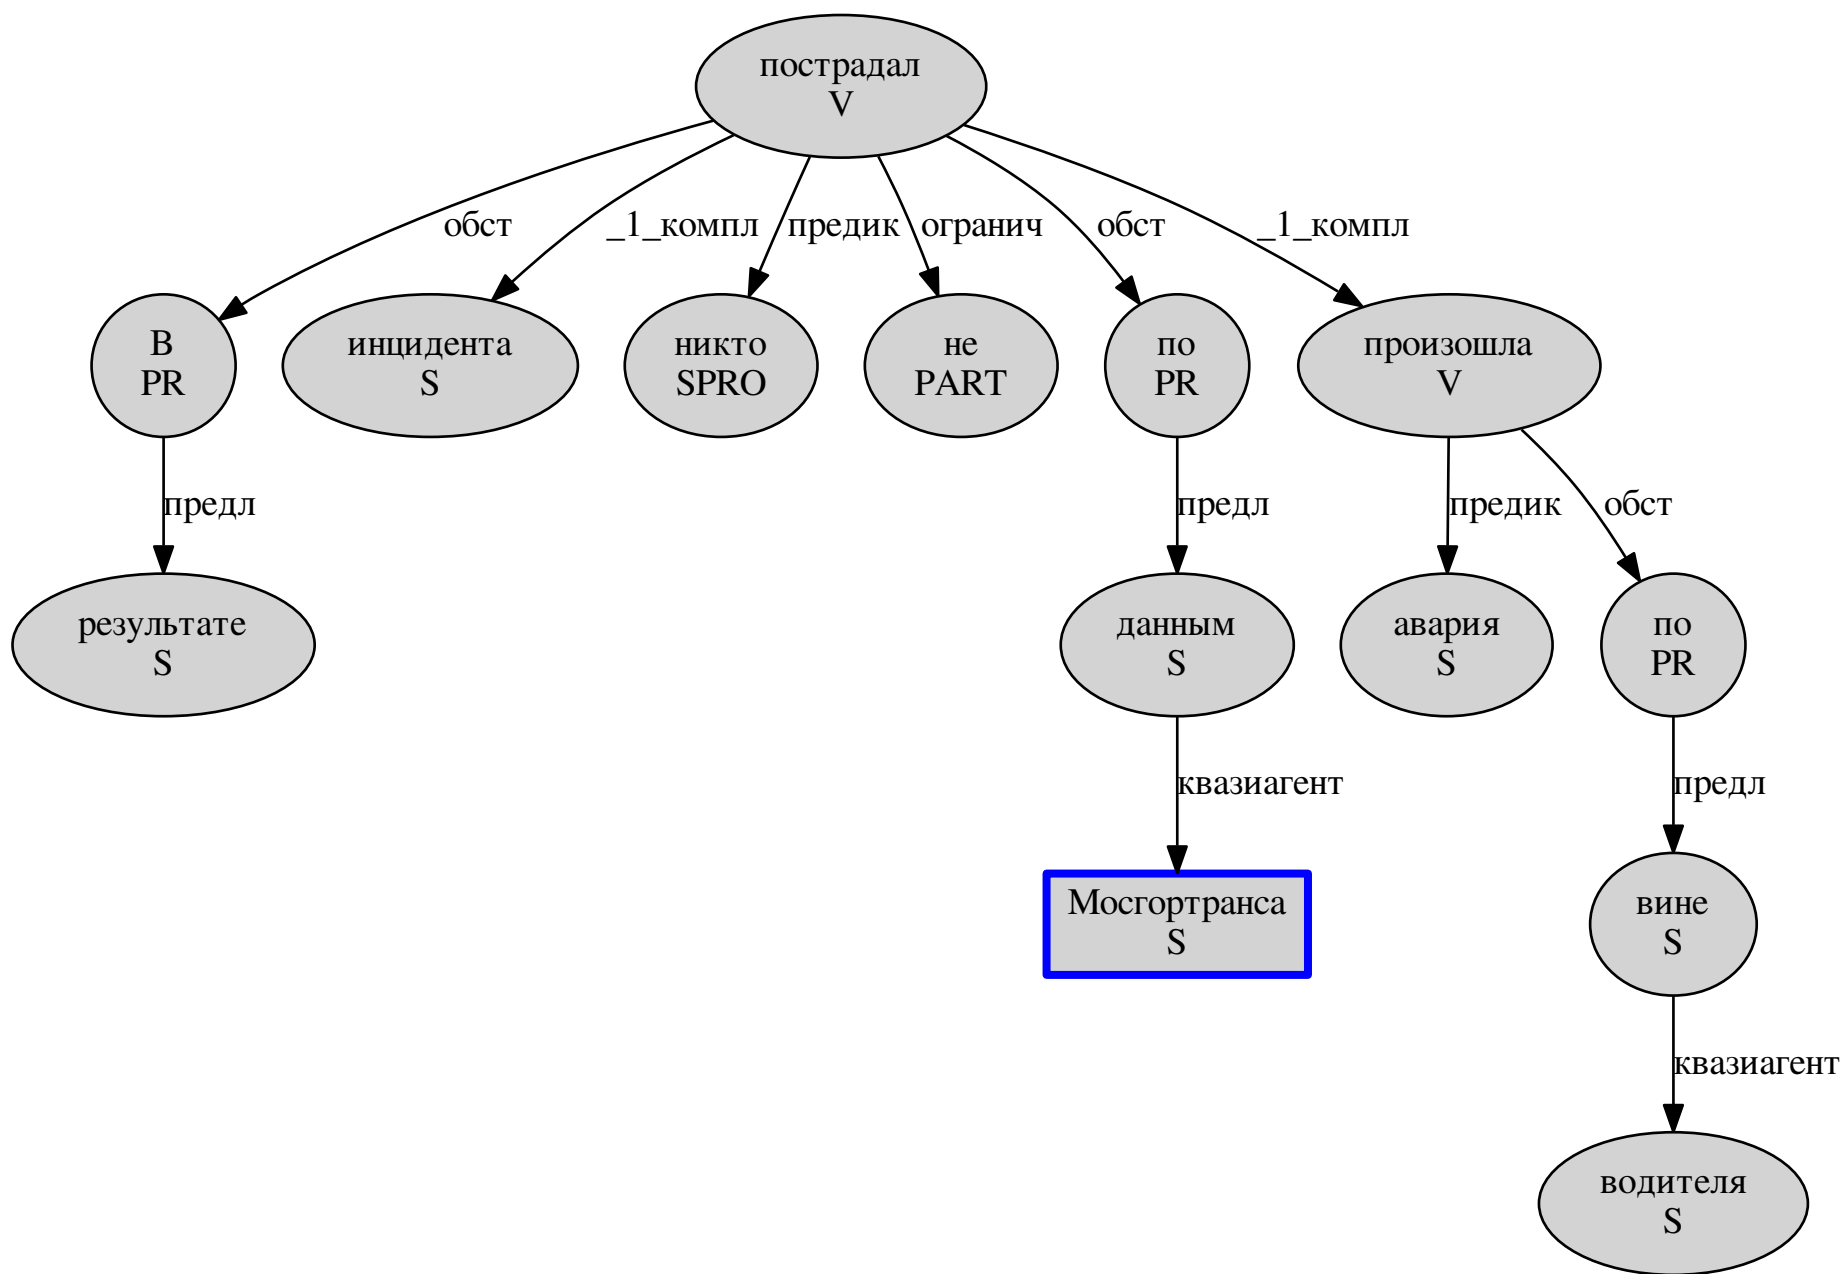 пострадал
V
обст
_1_компл
предик
огранич
обст
_1_компл
В
PR
инцидента
S
никто
SPRO
не
PART
по
PR
произошла
V
предл
предл
предик
обст
результате
S
данным
S
авария
S
по
PR
квазиагент
предл
Мосгортранса
S
вине
S
квазиагент
водителя
S